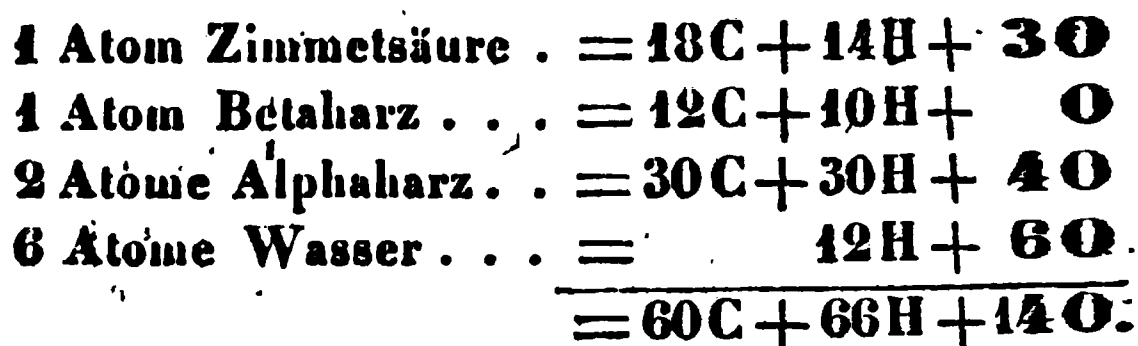 1 Atom Zimmetsäure . = 18C + 14H + 3O
1 Atom Betaharz . . . = 12C + 10H + O
2 Atome Alphaharz . . = 30C + 30H + 4O
6 Atome Wasser . . . = 12H + 6O.
= 60C + 66H + 14O.